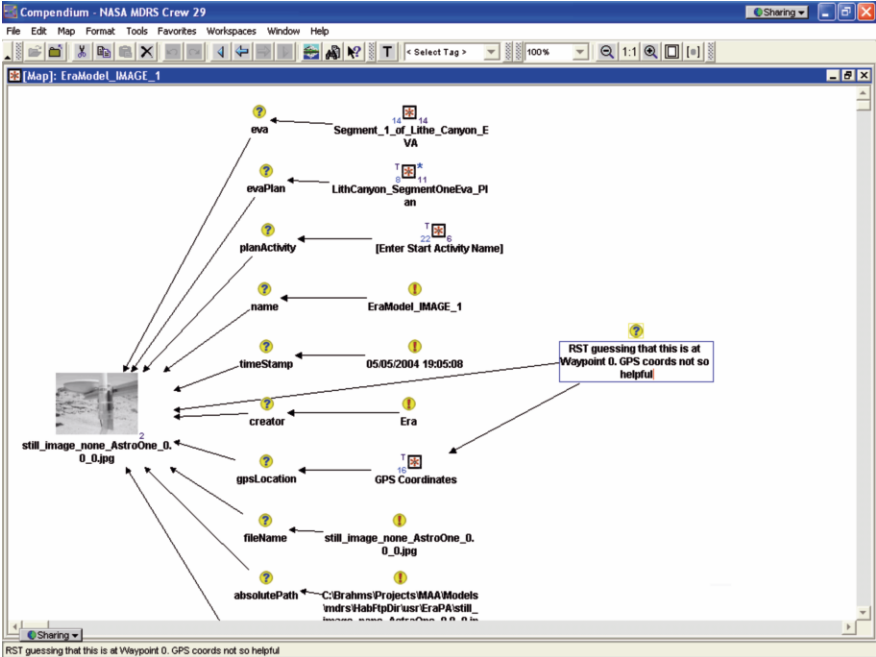 Compendium - NASA MDRS Crew 29
Sharing
File Edit Map Format Tools Favorites Workspaces Window Help
T < Select Tag > 100% 1:1
[Map]: EraModel_IMAGE_1
?
eva
14 14
Segment_1_of_Lithe_Canyon_E
VA
?
evaPlan
T *
8 11
LithCanyon_SegmentOneEva_Pl
an
?
planActivity
T
22 6
[Enter Start Activity Name]
?
name
!
EraModel_IMAGE_1
?
RST guessing that this is at
Waypoint 0. GPS coords not so
helpful
?
timeStamp
!
05/05/2004 19:05:08
2
still_image_none_AstroOne_0.
0_0.jpg
?
creator
!
Era
?
gpsLocation
T
16
GPS Coordinates
?
fileName
!
still_image_none_AstroOne_0.
0_0.jpg
?
absolutePath
!
C:\Brahms\Projects\MAA\Models
\mdrs\HabFtpDir\usr\EraPA\still_
Sharing
RST guessing that this is at Waypoint 0. GPS coords not so helpful